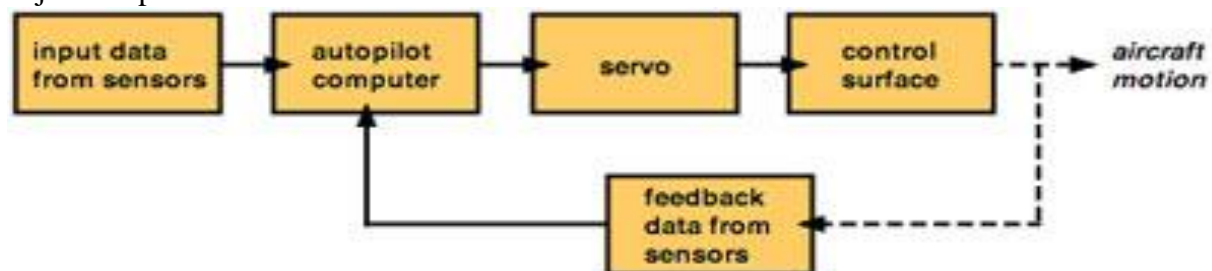 input data
from sensors
autopilot
computer
servo
control
surface
aircraft
motion
feedback
data from
sensors